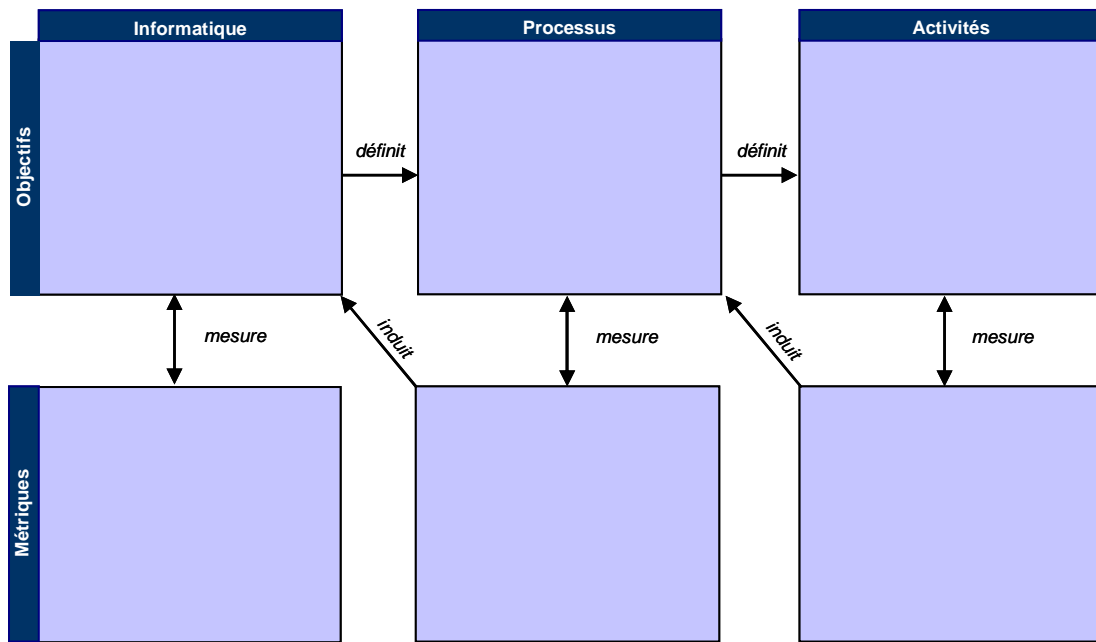 Informatique
Processus
Activités
Objectifs
définit
définit
mesure
induit
mesure
induit
mesure
Métriques